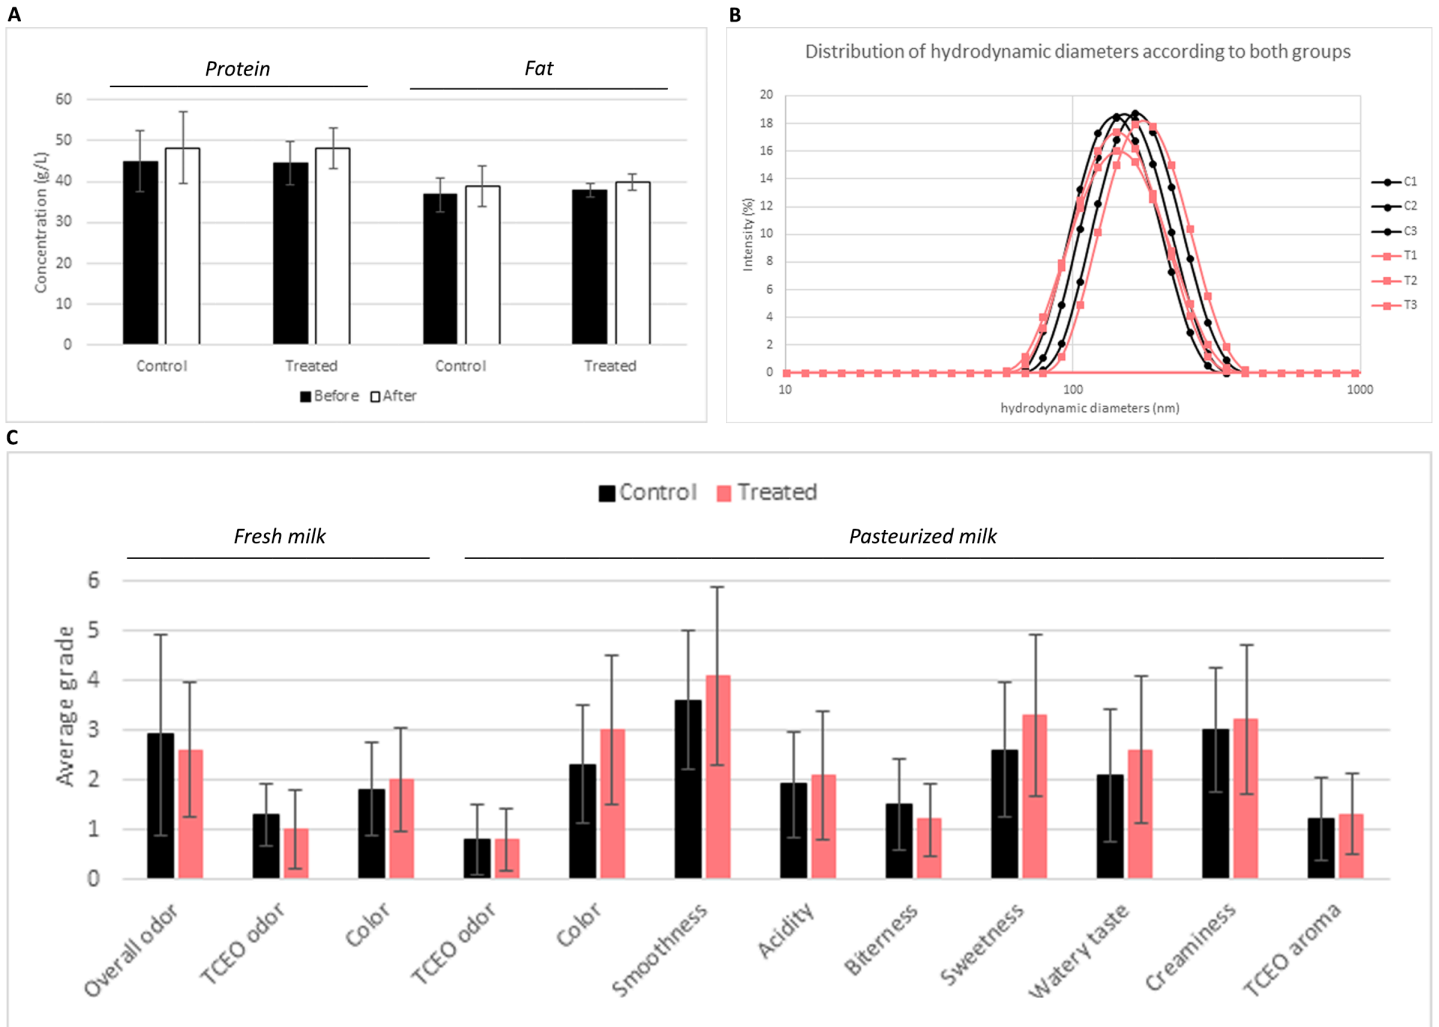 A
Protein
Fat
Concentration (g/L)
60
50
40
30
20
10
0
Control
Treated
Control
Treated
Before
After
B
Distribution of hydrodynamic diameters according to both groups
Intensity (%)
20
18
16
14
12
10
8
6
4
2
0
10
100
1000
hydrodynamic diameters (nm)
C1
C2
C3
T1
T2
T3
C
Control
Treated
Fresh milk
Pasteurized milk
Average grade
6
5
4
3
2
1
0
Overall odor
TCEO odor
Color
TCEO odor
Color
Smoothness
Acidity
Biterness
Sweetness
Watery taste
Creaminess
TCEO aroma